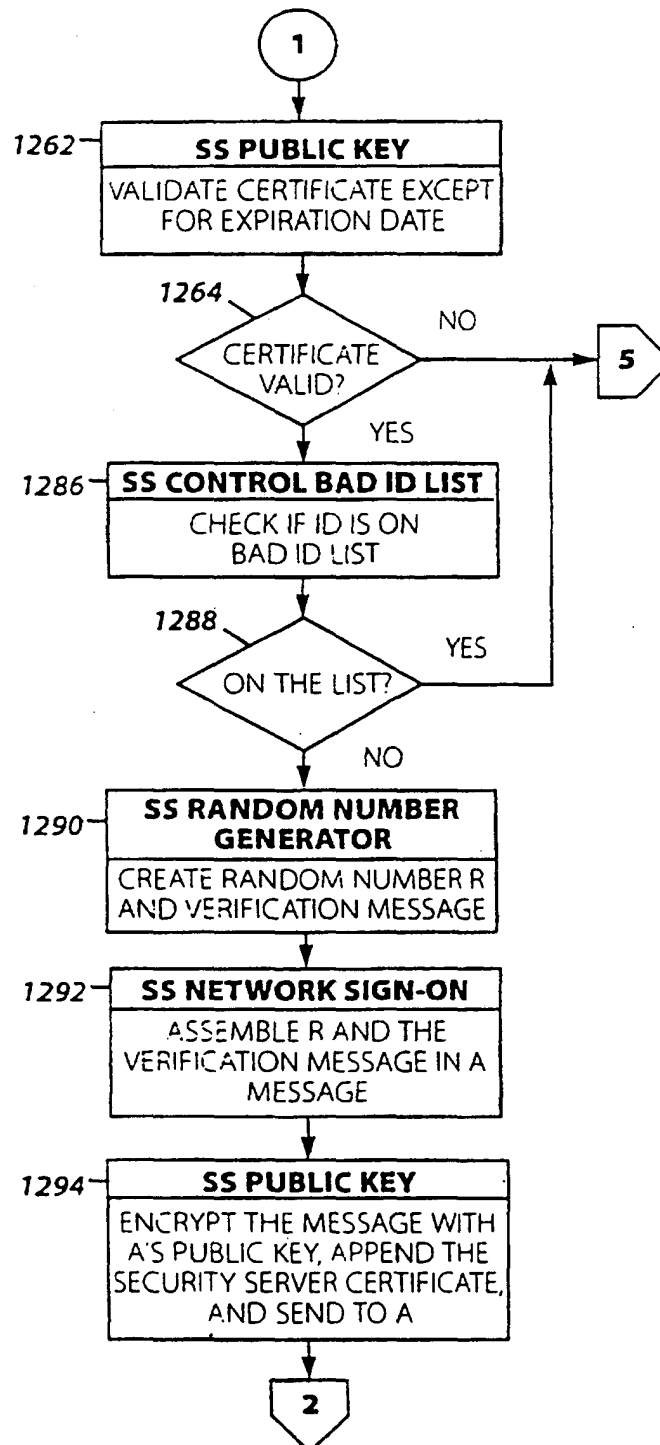 1
1262
SS PUBLIC KEY
VALIDATE CERTIFICATE EXCEPT
FOR EXPIRATION DATE
1264
NO
CERTIFICATE
VALID?
5
YES
1286
SS CONTROL BAD ID LIST
CHECK IF ID IS ON
BAD ID LIST
1288
YES
ON THE LIST?
NO
1290
SS RANDOM NUMBER
GENERATOR
CREATE RANDOM NUMBER R
AND VERIFICATION MESSAGE
1292
SS NETWORK SIGN-ON
ASSEMBLE R AND THE
VERIFICATION MESSAGE IN A
MESSAGE
1294
SS PUBLIC KEY
ENCRYPT THE MESSAGE WITH
A'S PUBLIC KEY, APPEND THE
SECURITY SERVER CERTIFICATE,
AND SEND TO A
2